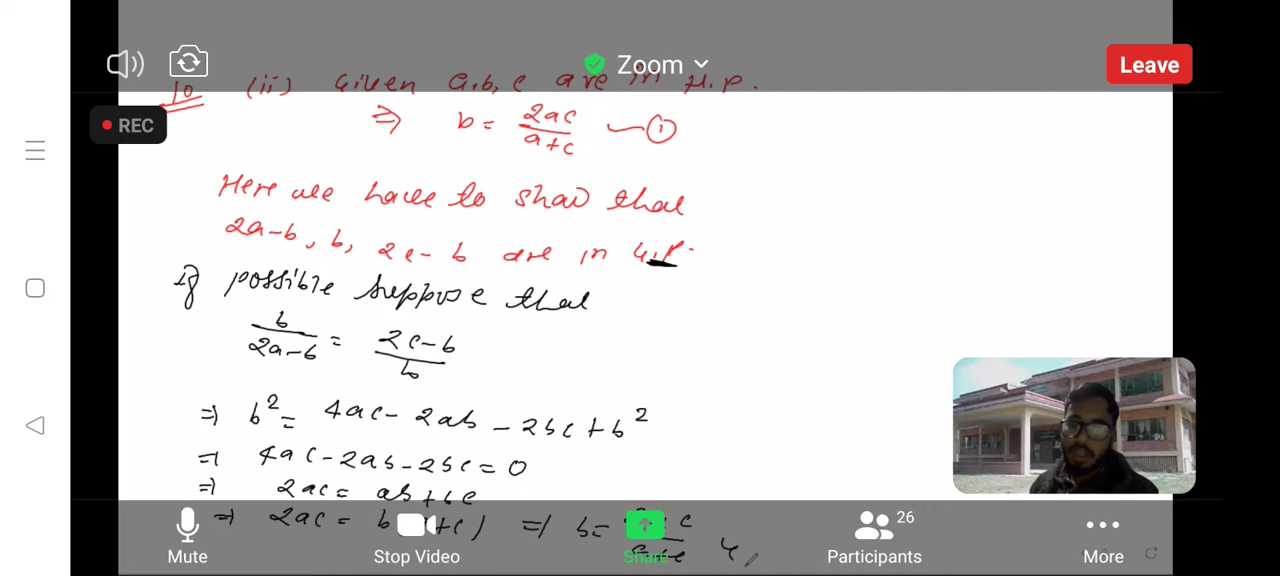 Zoom
Leave
REC
10 (ii) Given a, b, c are in H.P.
⇒ b = 2ac/a+c —①
Here we have to show that
2a-b, b, 2c-b are in G.P.
if possible suppose that
b/2a-b = 2c-b/b
⇒ b² = 4ac - 2ab - 2bc + b²
⇒ 4ac - 2ab - 2bc = 0
⇒ 2ac = ab + bc
⇒ 2ac = b +c) ⇒ b =
26
Mute
Stop Video
Share
Participants
More